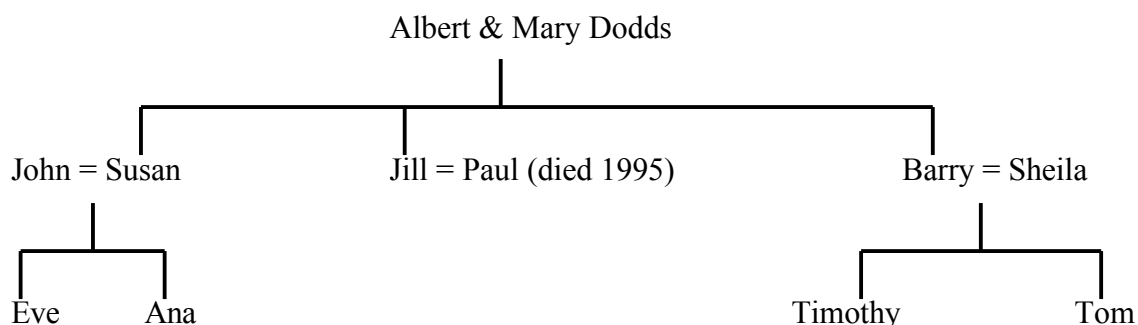 Albert & Mary Dodds
John = Susan Jill = Paul (died 1995) Barry = Sheila
Eve Ana Timothy Tom